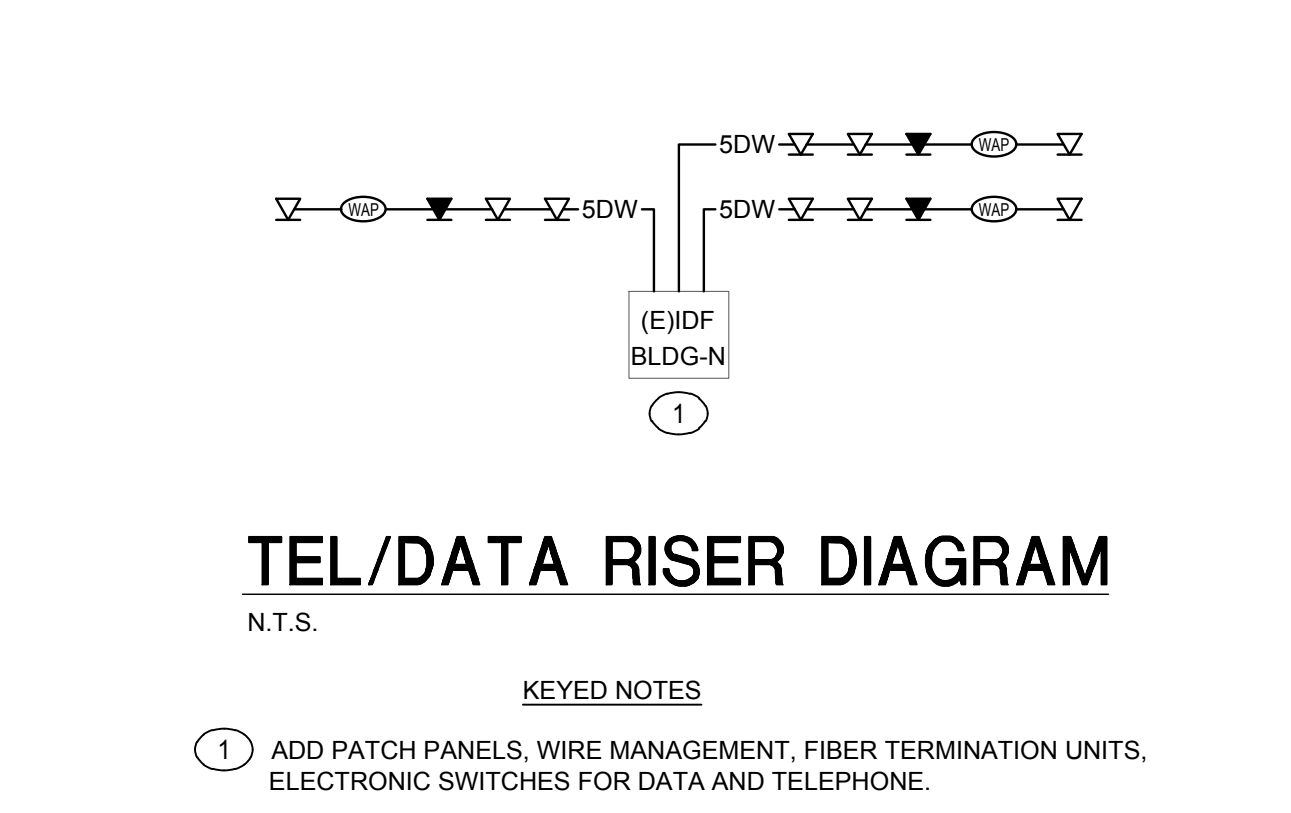 5DW WAP
WAP 5DW 5DW WAP
(E)IDF
BLDG-N
1
TEL/DATA RISER DIAGRAM
N.T.S.
KEYED NOTES
1 ADD PATCH PANELS, WIRE MANAGEMENT, FIBER TERMINATION UNITS,
ELECTRONIC SWITCHES FOR DATA AND TELEPHONE.